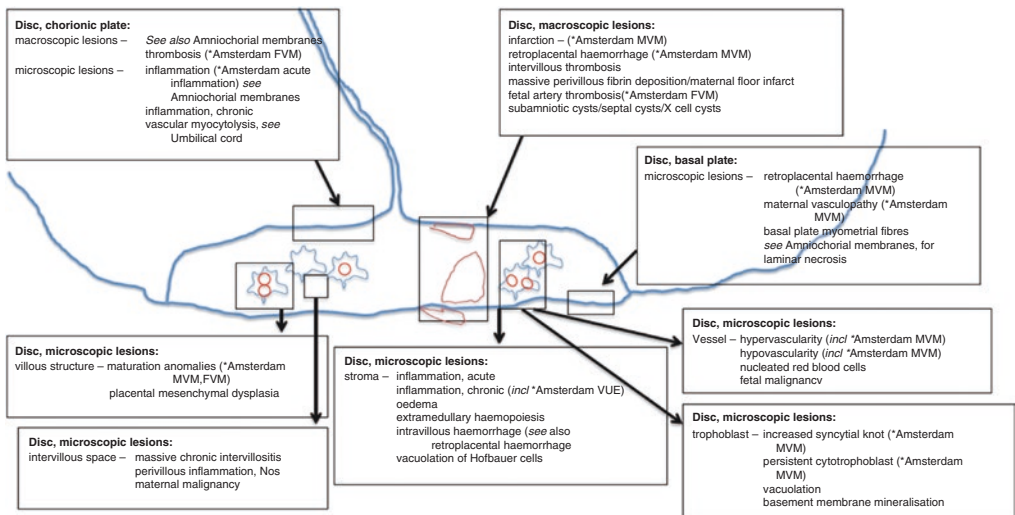 Disc, chorionic plate:
macroscopic lesions – See also Amniochorial membranes
thrombosis (*Amsterdam FVM)
microscopic lesions – inflammation (*Amsterdam acute
inflammation) see
Amniochorial membranes
inflammation, chronic
vascular myocytolysis, see
Umbilical cord
Disc, macroscopic lesions:
infarction – (*Amsterdam MVM)
retroplacental haemorrhage (*Amsterdam MVM)
intervillous thrombosis
massive perivillous fibrin deposition/maternal floor infarct
fetal artery thrombosis(*Amsterdam FVM)
subamniotic cysts/septal cysts/X cell cysts
Disc, basal plate:
microscopic lesions – retroplacental haemorrhage
(*Amsterdam MVM)
maternal vasculopathy (*Amsterdam
MVM)
basal plate myometrial fibres
see Amniochorial membranes, for
laminar necrosis
Disc, microscopic lesions:
villous structure – maturation anomalies (*Amsterdam
MVM,FVM)
placental mesenchymal dysplasia
Disc, microscopic lesions:
intervillous space – massive chronic intervillositis
perivillous inflammation, Nos
maternal malignancy
Disc, microscopic lesions:
stroma – inflammation, acute
inflammation, chronic (incl *Amsterdam VUE)
oedema
extramedullary haemopoiesis
intravillous haemorrhage (see also
retroplacental haemorrhage
vacuolation of Hofbauer cells
Disc, microscopic lesions:
Vessel – hypervascularity (incl *Amsterdam MVM)
hypovascularity (incl *Amsterdam MVM)
nucleated red blood cells
fetal malignancy
Disc, microscopic lesions:
trophoblast – increased syncytial knot (*Amsterdam
MVM)
persistent cytotrophoblast (*Amsterdam
MVM)
vacuolation
basement membrane mineralisation